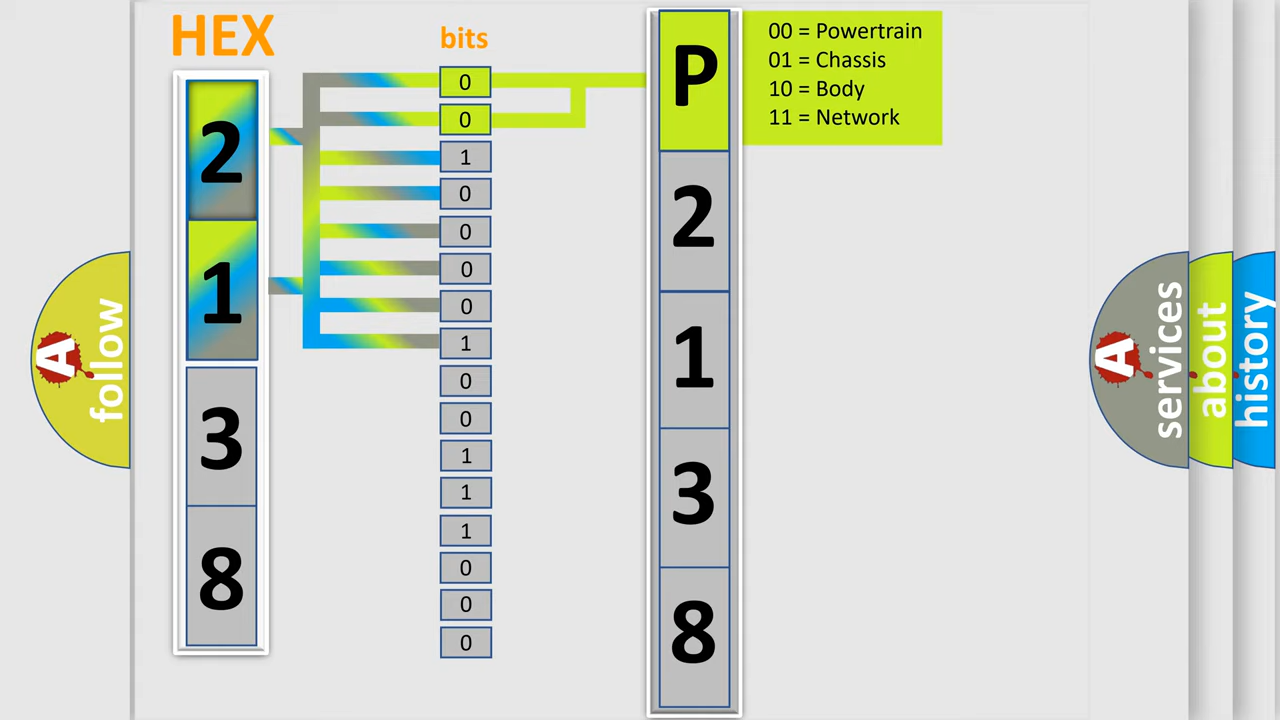 HEX
bits
2
1
3
8
0
0
1
0
0
0
0
1
0
0
1
1
1
0
0
0
P
2
1
3
8
00 = Powertrain
01 = Chassis
10 = Body
11 = Network
A follow
A services
about
history